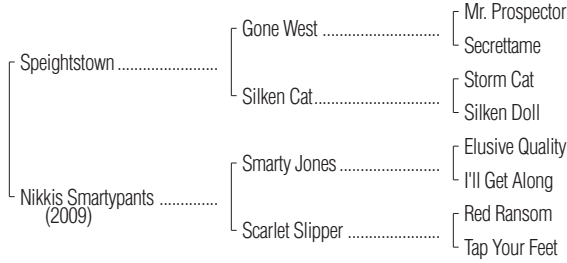 Mr. Prospector
Gone West ............................
Secrettame
Speightstown ........................
Storm Cat
Silken Cat..............................
Silken Doll
Elusive Quality
Smarty Jones ........................
I'll Get Along
Nikkis Smartypants ..............
(2009)
Red Ransom
Scarlet Slipper ......................
Tap Your Feet